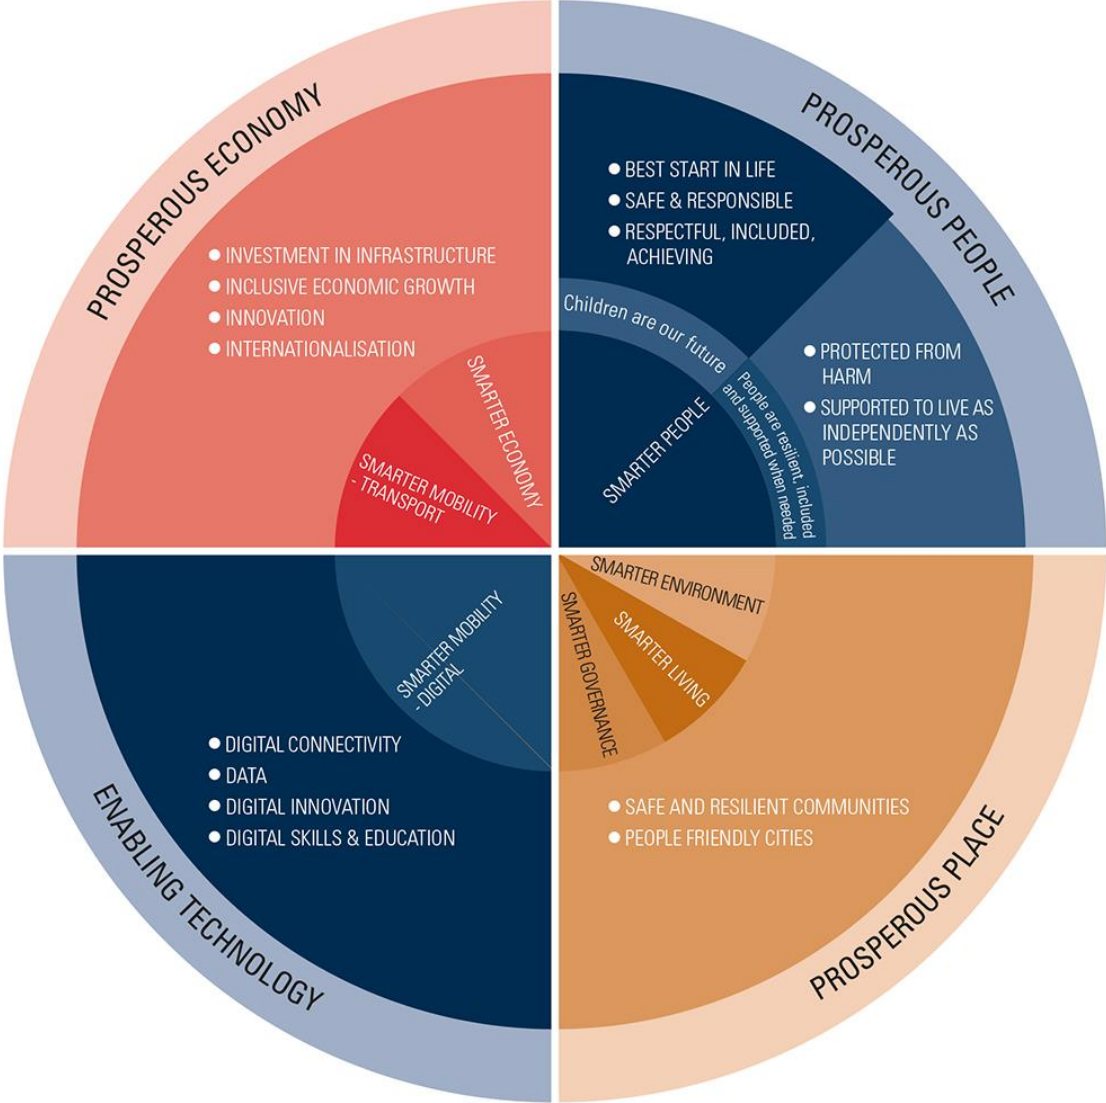 PROSPEROUS ECONOMY
INVESTMENT IN INFRASTRUCTURE
INCLUSIVE ECONOMIC GROWTH
INNOVATION
INTERNATIONALISATION
SMARTER ECONOMY
SMARTER MOBILITY
- TRANSPORT
PROSPEROUS PEOPLE
BEST START IN LIFE
SAFE & RESPONSIBLE
RESPECTFUL, INCLUDED,
ACHIEVING
Children are our future
PROTECTED FROM
HARM
SUPPORTED TO LIVE AS
INDEPENDENTLY AS
POSSIBLE
People are resilient, included
and supported when needed
SMARTER PEOPLE
SMARTER MOBILITY
- DIGITAL
DIGITAL CONNECTIVITY
DATA
DIGITAL INNOVATION
DIGITAL SKILLS & EDUCATION
ENABLING TECHNOLOGY
SMARTER ENVIRONMENT
SMARTER LIVING
SMARTER GOVERNANCE
SAFE AND RESILIENT COMMUNITIES
PEOPLE FRIENDLY CITIES
PROSPEROUS PLACE